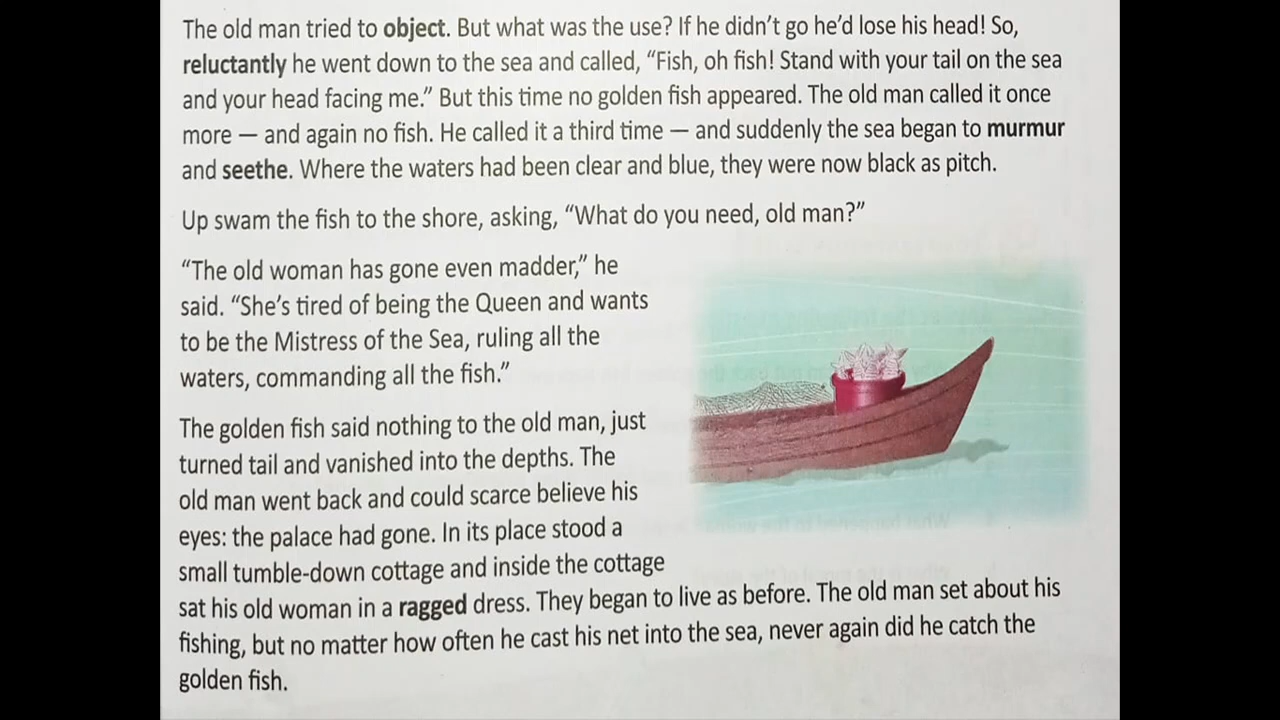 The old man tried to object. But what was the use? If he didn’t go he’d lose his head! So,
reluctantly he went down to the sea and called, “Fish, oh fish! Stand with your tail on the sea
and your head facing me.” But this time no golden fish appeared. The old man called it once
more — and again no fish. He called it a third time — and suddenly the sea began to murmur
and seethe. Where the waters had been clear and blue, they were now black as pitch.
Up swam the fish to the shore, asking, “What do you need, old man?”
“The old woman has gone even madder,” he
said. “She’s tired of being the Queen and wants
to be the Mistress of the Sea, ruling all the
waters, commanding all the fish.”
The golden fish said nothing to the old man, just
turned tail and vanished into the depths. The
old man went back and could scarce believe his
eyes: the palace had gone. In its place stood a
small tumble-down cottage and inside the cottage
sat his old woman in a ragged dress. They began to live as before. The old man set about his
fishing, but no matter how often he cast his net into the sea, never again did he catch the
golden fish.